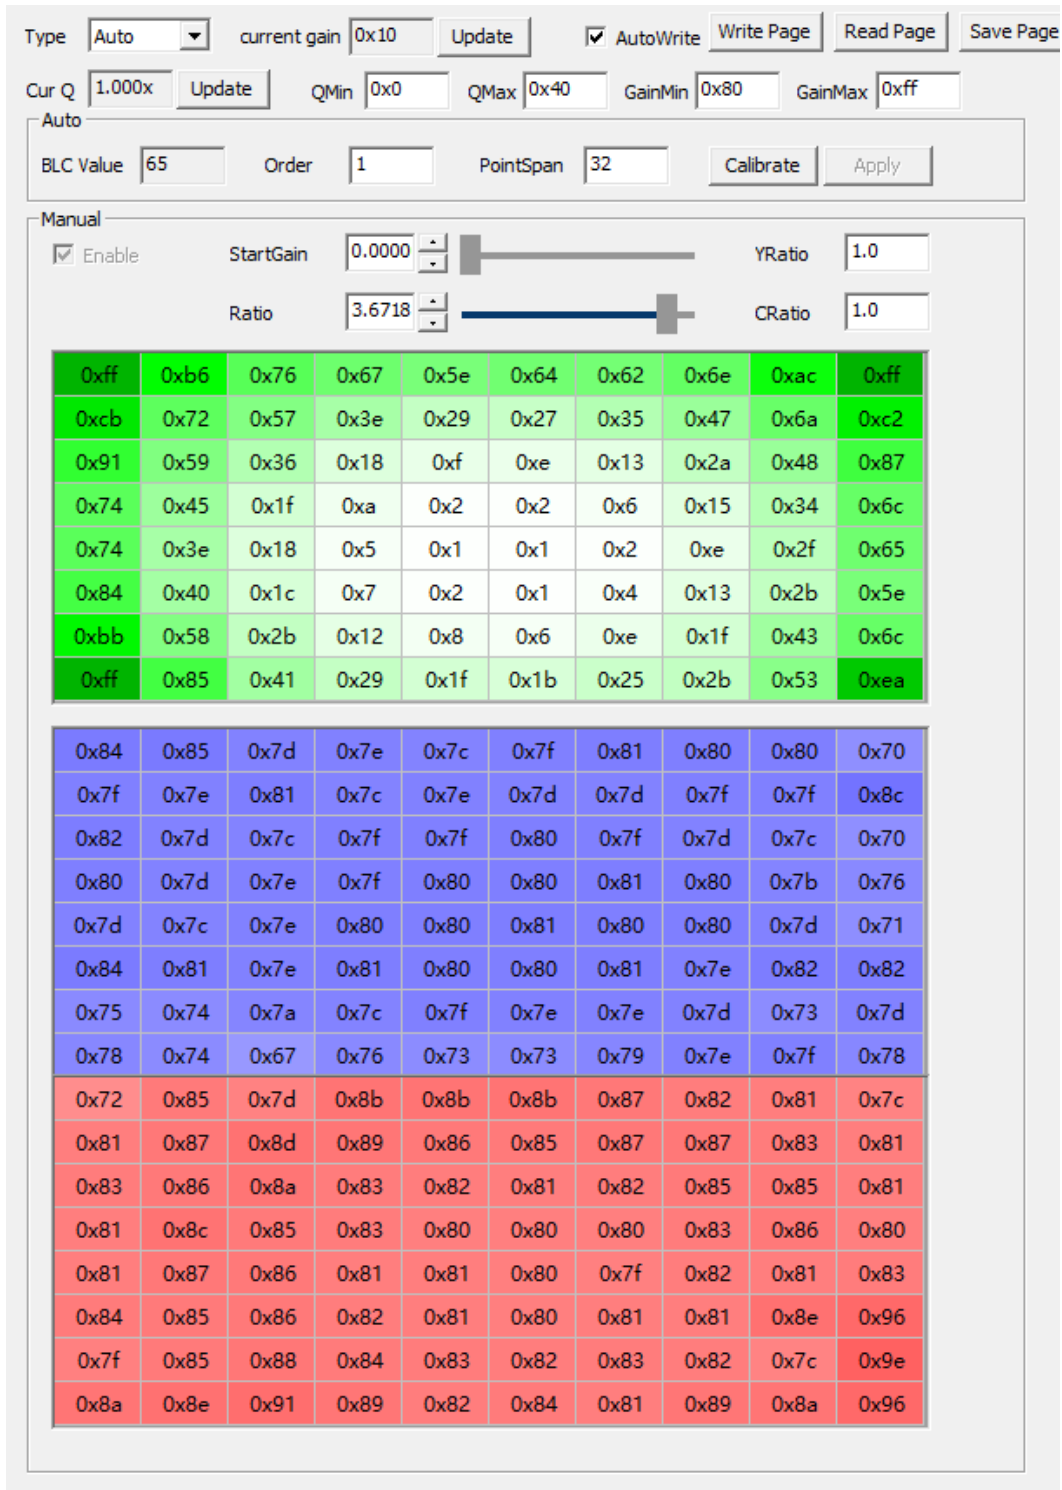 Type Auto current gain 0x10 Update AutoWrite Write Page Read Page Save Page
Cur Q 1.000x Update QMin 0x0 QMax 0x40 GainMin 0x80 GainMax 0xff
Auto
BLC Value 65 Order 1 PointSpan 32 Calibrate Apply
Manual
Enable StartGain 0.0000 YRatio 1.0
Ratio 3.6718 CRatio 1.0
0xff 0xb6 0x76 0x67 0x5e 0x64 0x62 0x6e 0xac 0xff
0xcb 0x72 0x57 0x3e 0x29 0x27 0x35 0x47 0x6a 0xc2
0x91 0x59 0x36 0x18 0xf 0xe 0x13 0x2a 0x48 0x87
0x74 0x45 0x1f 0xa 0x2 0x2 0x6 0x15 0x34 0x6c
0x74 0x3e 0x18 0x5 0x1 0x1 0x2 0xe 0x2f 0x65
0x84 0x40 0x1c 0x7 0x2 0x1 0x4 0x13 0x2b 0x5e
0xbb 0x58 0x2b 0x12 0x8 0x6 0xe 0x1f 0x43 0x6c
0xff 0x85 0x41 0x29 0x1f 0x1b 0x25 0x2b 0x53 0xea
0x84 0x85 0x7d 0x7e 0x7c 0x7f 0x81 0x80 0x80 0x70
0x7f 0x7e 0x81 0x7c 0x7e 0x7d 0x7d 0x7f 0x7f 0x8c
0x82 0x7d 0x7c 0x7f 0x7f 0x80 0x7f 0x7d 0x7c 0x70
0x80 0x7d 0x7e 0x7f 0x80 0x80 0x81 0x80 0x7b 0x76
0x7d 0x7c 0x7e 0x80 0x80 0x81 0x80 0x80 0x7d 0x71
0x84 0x81 0x7e 0x81 0x80 0x80 0x81 0x7e 0x82 0x82
0x75 0x74 0x7a 0x7c 0x7f 0x7e 0x7e 0x7d 0x73 0x7d
0x78 0x74 0x67 0x76 0x73 0x73 0x79 0x7e 0x7f 0x78
0x72 0x85 0x7d 0x8b 0x8b 0x8b 0x87 0x82 0x81 0x7c
0x81 0x87 0x8d 0x89 0x86 0x85 0x87 0x87 0x83 0x81
0x83 0x86 0x8a 0x83 0x82 0x81 0x82 0x85 0x85 0x81
0x81 0x8c 0x85 0x83 0x80 0x80 0x80 0x83 0x86 0x80
0x81 0x87 0x86 0x81 0x81 0x80 0x7f 0x82 0x81 0x83
0x84 0x85 0x86 0x82 0x81 0x80 0x81 0x81 0x8e 0x96
0x7f 0x85 0x88 0x84 0x83 0x82 0x83 0x82 0x7c 0x9e
0x8a 0x8e 0x91 0x89 0x82 0x84 0x81 0x89 0x8a 0x96